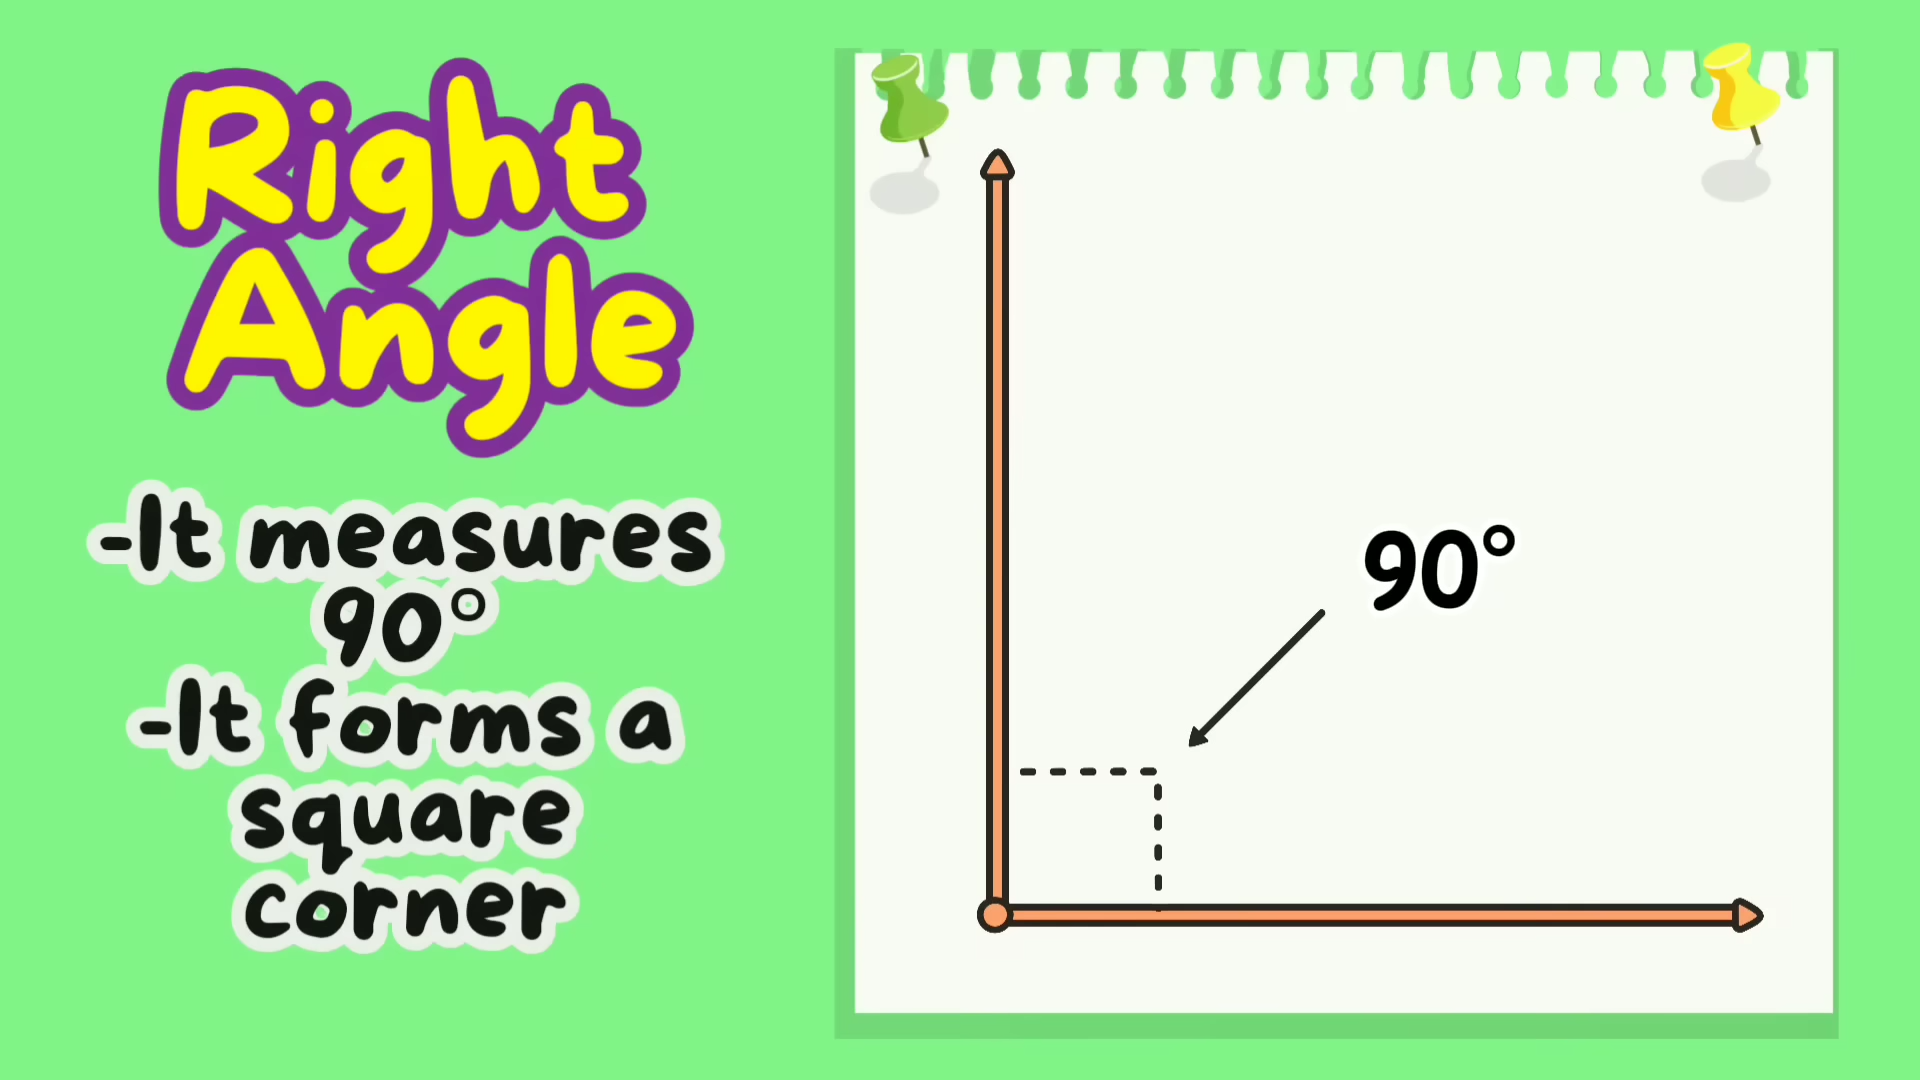 Right
Angle
-It measures
90°
-It forms a
square
corner
90°